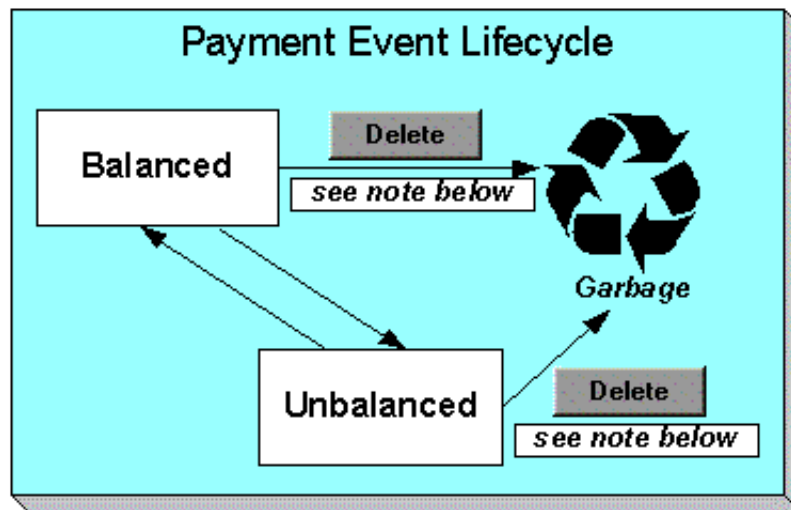 Payment Event Lifecycle
Delete
Balanced
see note below
Garbage
Unbalanced
Delete
see note below